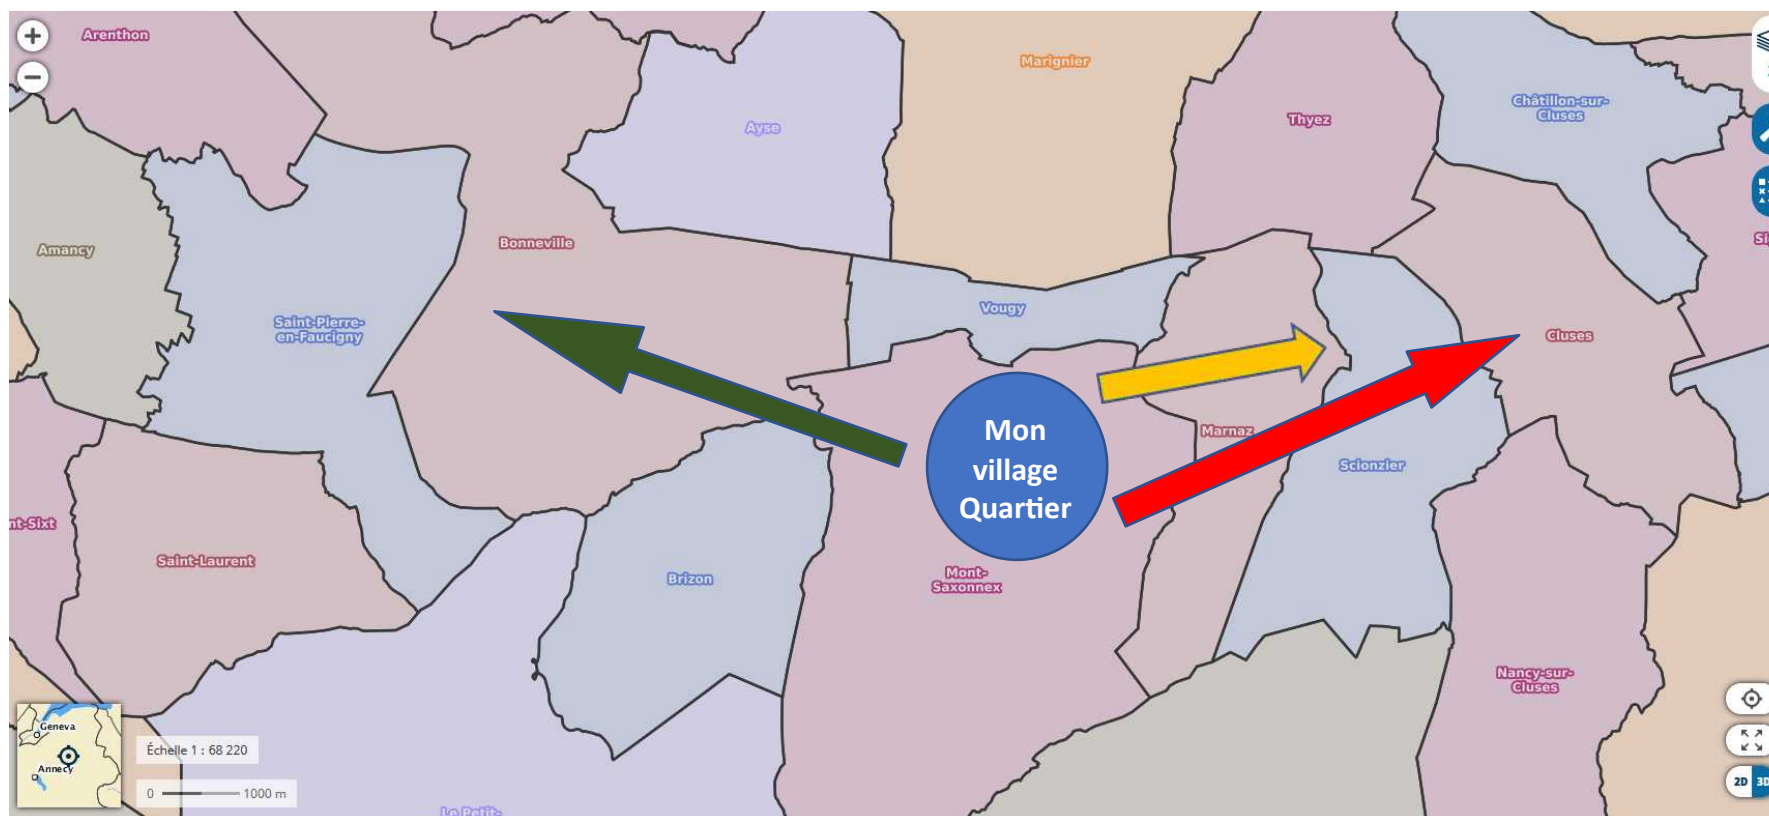 +
−
Arenthon
Marignier
Châtillon-sur-
Cluses
Thyez
Ayse
Amancy
Bonneville
Vougy
Saint-Pierre-
en-Faucigny
Cluses
Marnaz
Scionzier
Mon
village
Quartier
nt-Sixt
Saint-Laurent
Brizon
Mont-
Saxonnex
Nancy-sur-
Cluses
Geneva
Annecy
Échelle 1 : 68 220
0
1000 m
Le Petit-
2D